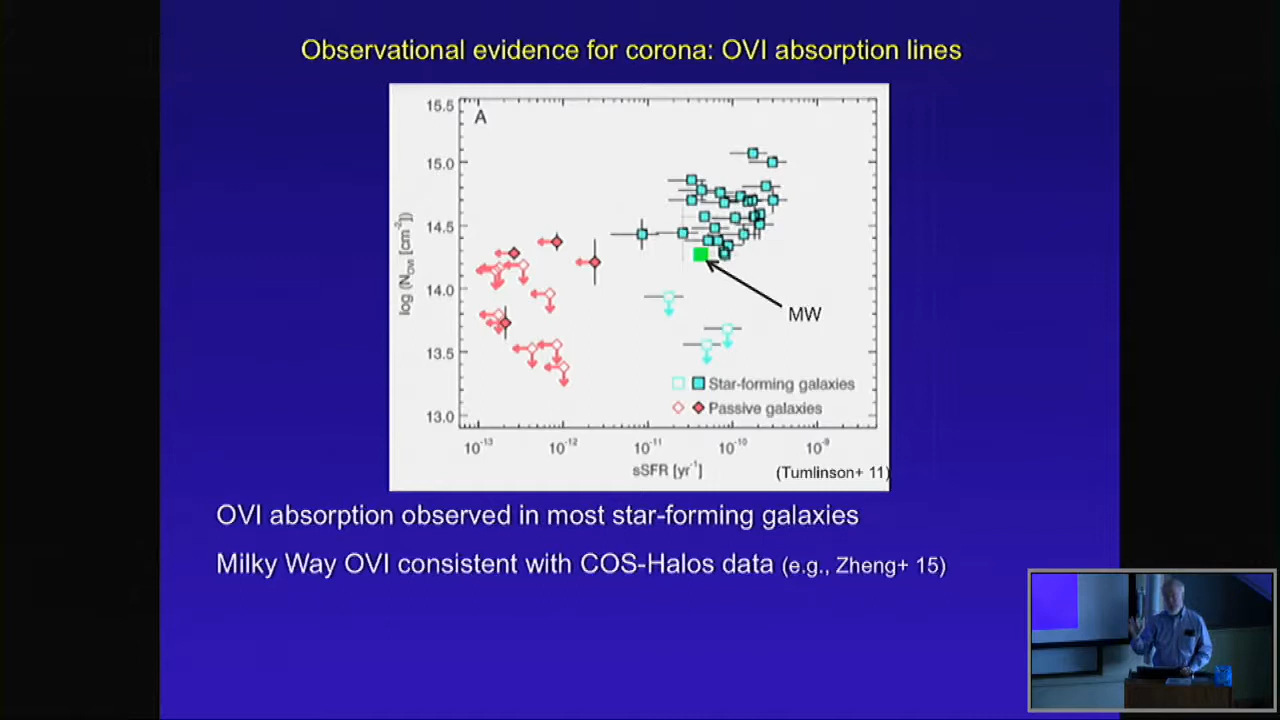 Observational evidence for corona: OVI absorption lines
A
15.5
15.0
14.5
14.0
13.5
13.0
log (N_OVI [cm^-2])
MW
Star-forming galaxies
Passive galaxies
10^-13 10^-12 10^-11 10^-10 10^-9
sSFR [yr^-1]
(Tumlinson+ 11)
OVI absorption observed in most star-forming galaxies
Milky Way OVI consistent with COS-Halos data (e.g., Zheng+ 15)